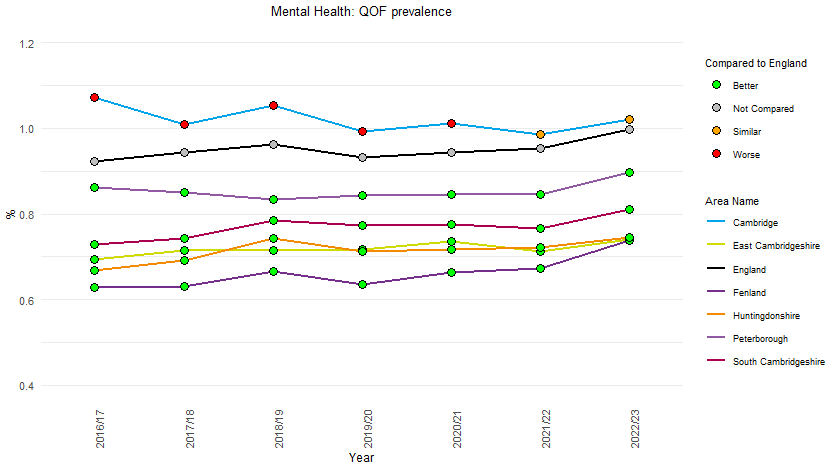 Mental Health: QOF prevalence
1.2
1.0
0.8
0.6
0.4
%
2016/17
2017/18
2018/19
2019/20
2020/21
2021/22
2022/23
Year
Compared to England
Better
Not Compared
Similar
Worse
Area Name
Cambridge
East Cambridgeshire
England
Fenland
Huntingdonshire
Peterborough
South Cambridgeshire